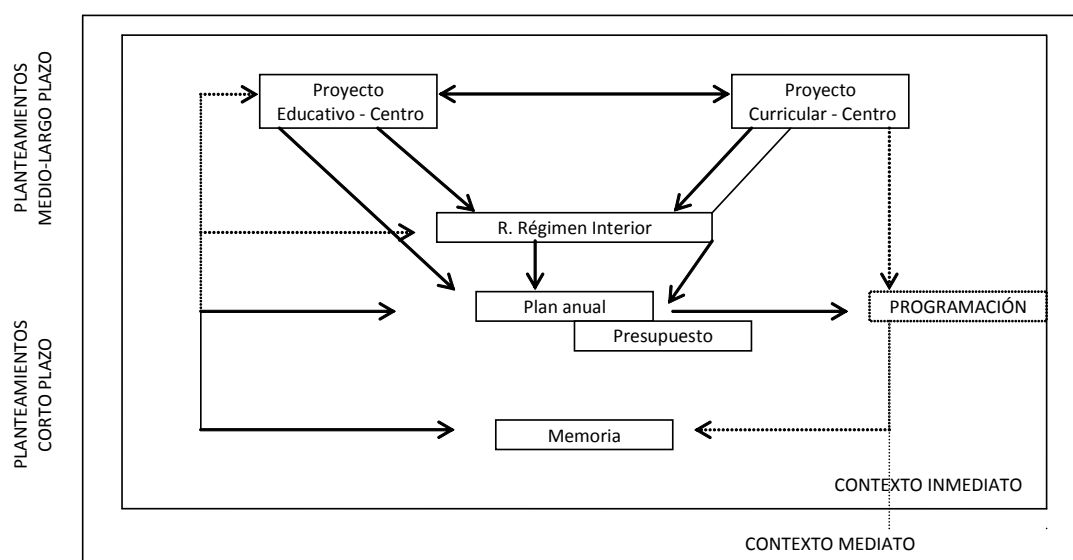 PLANTEAMIENTOS
MEDIO-LARGO PLAZO
Proyecto
Educativo - Centro
Proyecto
Curricular - Centro
R. Régimen Interior
Plan anual
PROGRAMACIÓN
Presupuesto
PLANTEAMIENTOS
CORTO PLAZO
Memoria
CONTEXTO INMEDIATO
CONTEXTO MEDIATO